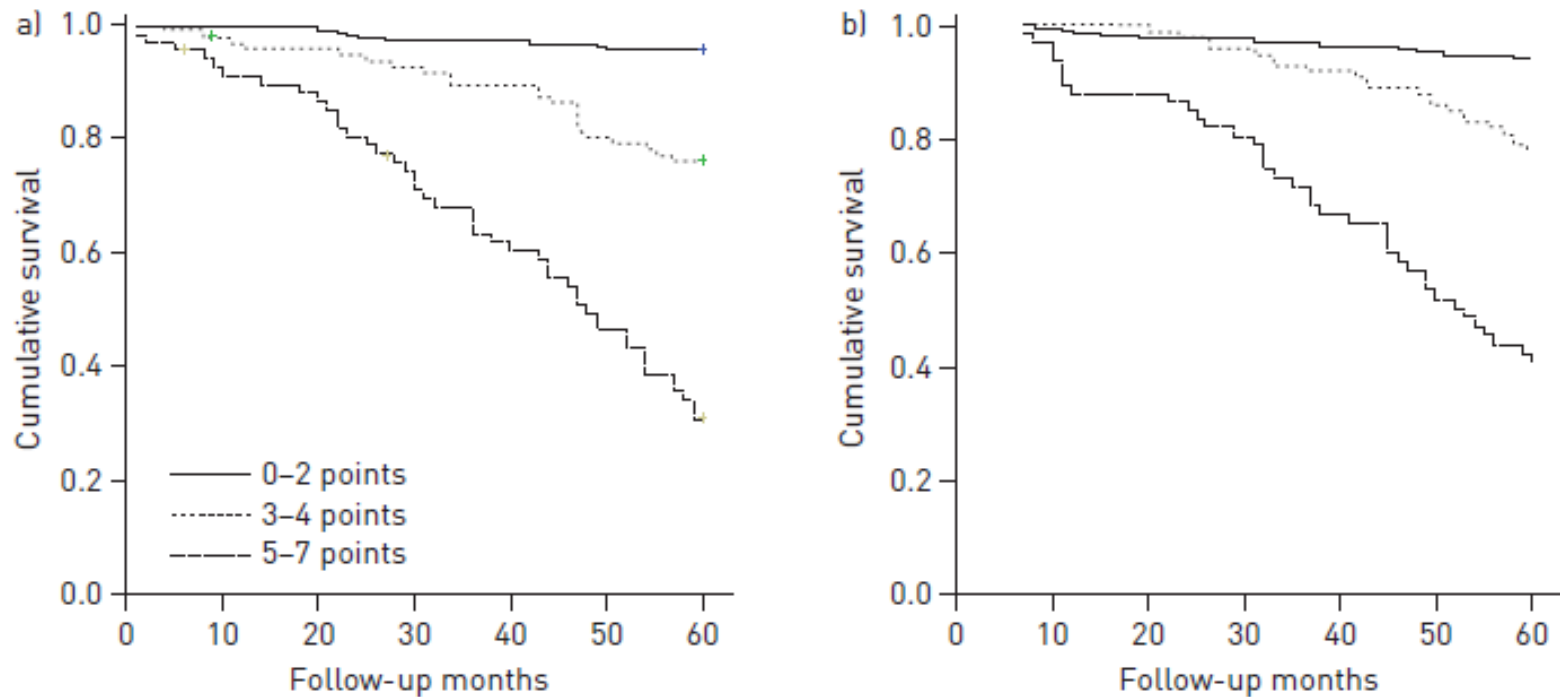 a)
Cumulative survival
1.0
0.8
0.6
0.4
0.2
0.0
0–2 points
3–4 points
5–7 points
0 10 20 30 40 50 60
Follow-up months
b)
Cumulative survival
1.0
0.8
0.6
0.4
0.2
0.0
0 10 20 30 40 50 60
Follow-up months